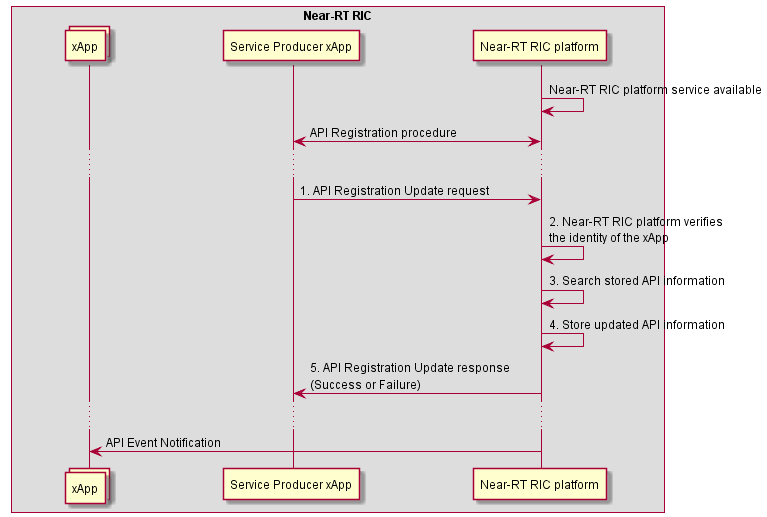 Near-RT RIC
xApp
Service Producer xApp
Near-RT RIC platform
Near-RT RIC platform service available
API Registration procedure
1. API Registration Update request
2. Near-RT RIC platform verifies
the identity of the xApp
3. Search stored API information
4. Store updated API information
5. API Registration Update response
(Success or Failure)
API Event Notification
xApp
Service Producer xApp
Near-RT RIC platform